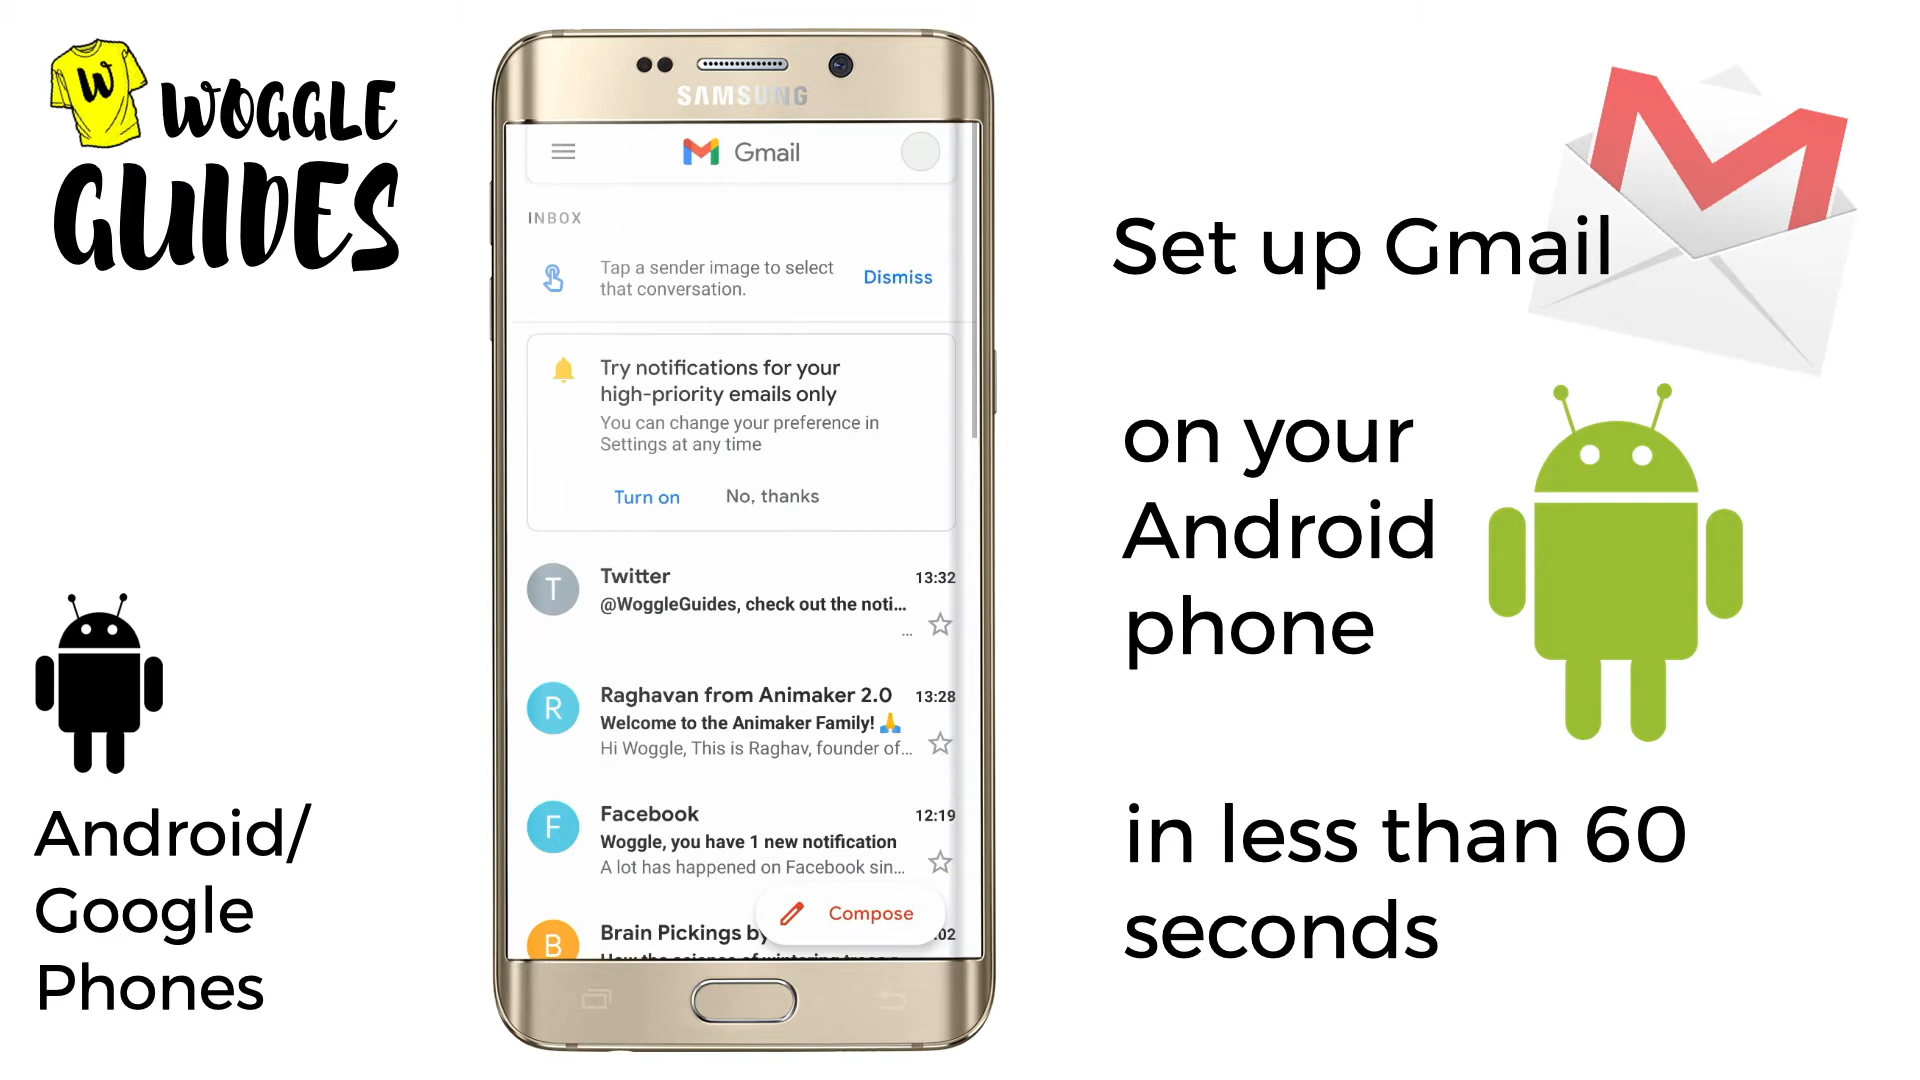 W
WOGGLE
GUIDES
Android/
Google
Phones
SAMSUNG
M Gmail
INBOX
Tap a sender image to select
that conversation.
Dismiss
Try notifications for your
high-priority emails only
You can change your preference in
Settings at any time
Turn on No, thanks
T Twitter 13:32
@WoggleGuides, check out the noti...
...
R Raghavan from Animaker 2.0 13:28
Welcome to the Animaker Family! 🙏
Hi Woggle, This is Raghav, founder of...
F Facebook 12:19
Woggle, you have 1 new notification
A lot has happened on Facebook sin...
Compose
B Brain Pickings by :02
Set up Gmail
on your
Android
phone
in less than 60
seconds